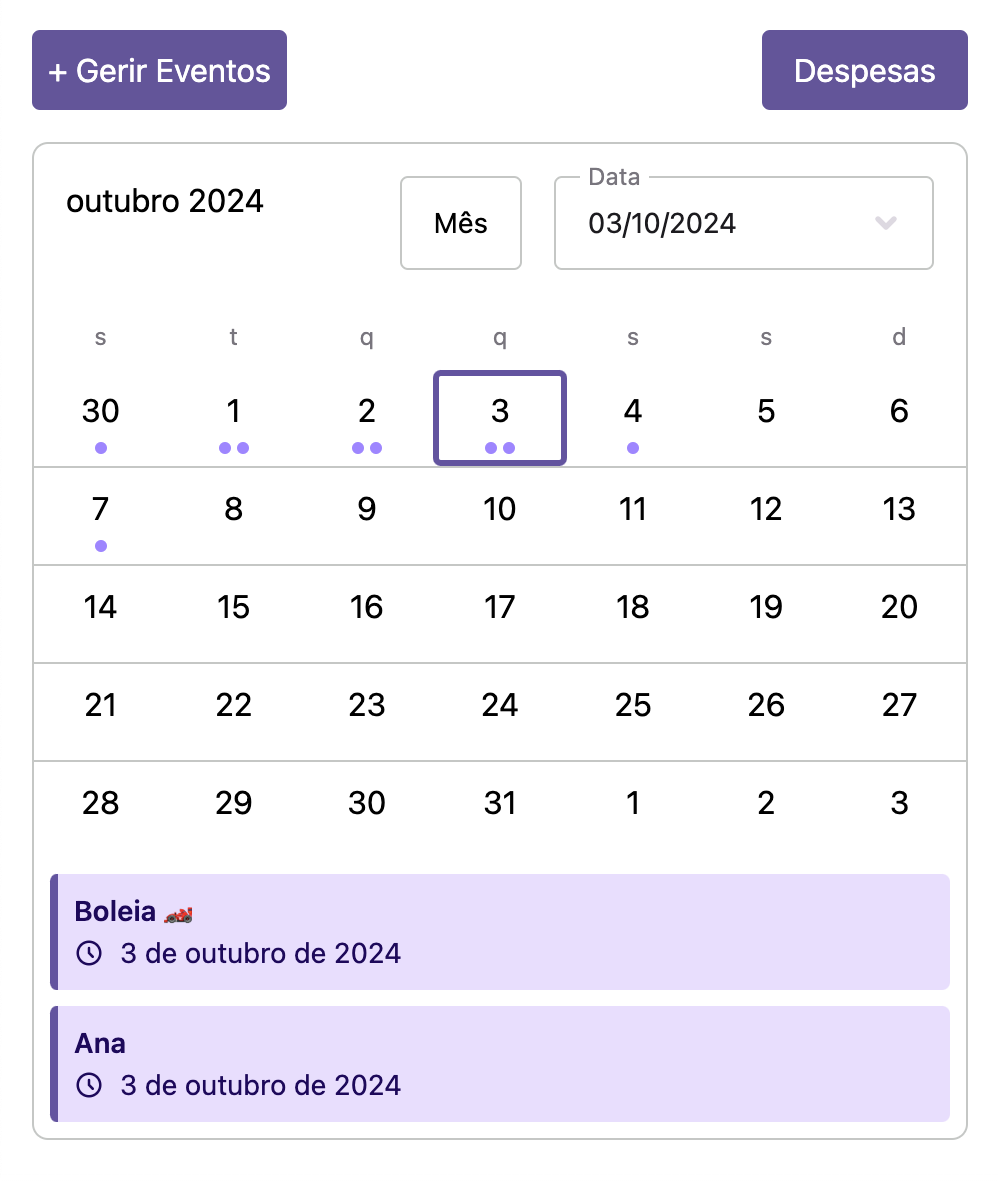 + Gerir Eventos
Despesas
outubro 2024
Mês
Data
03/10/2024
s t q q s s d
30 1 2 3 4 5 6
7 8 9 10 11 12 13
14 15 16 17 18 19 20
21 22 23 24 25 26 27
28 29 30 31 1 2 3
Boleia 🏎️
3 de outubro de 2024
Ana
3 de outubro de 2024